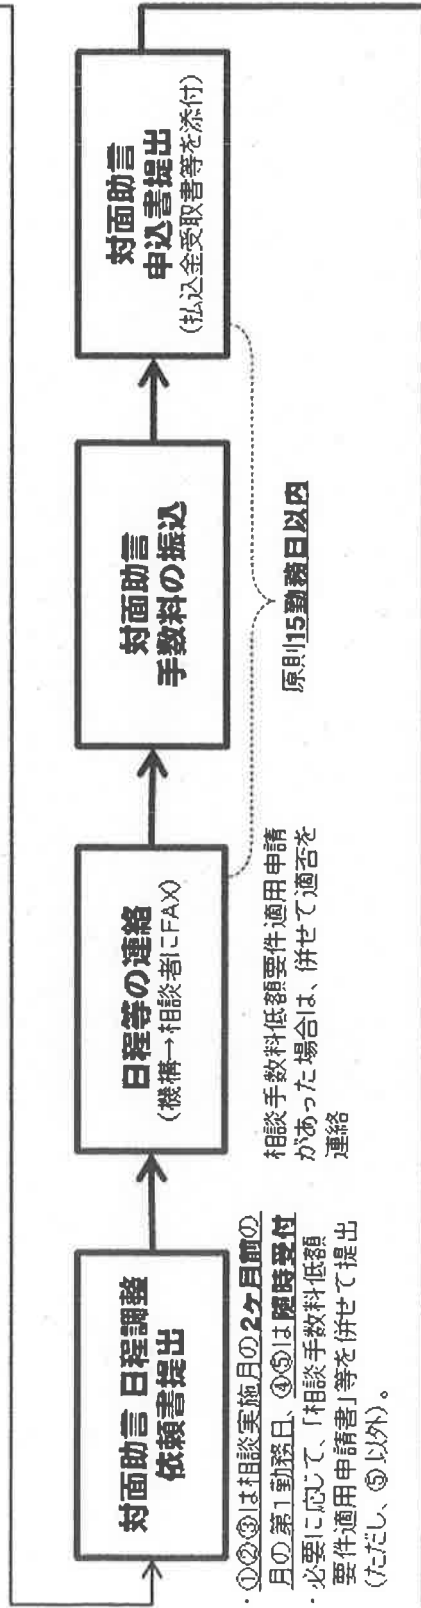 対面助言 日程調整
依頼書提出
・①②③は相談実施月の2ヶ月前の
月の第1勤務日、④⑤は随時受付
・必要に応じて、「相談手数料低額
要件適用申請書」等を併せて提出
(ただし、⑤以外)。
日程等の連絡
(機構→相談者にFAX)
相談手数料低額要件適用申請
があった場合は、併せて適否を
連絡
対面助言
手数料の振込
原則15勤務日以内
対面助言
申込書提出
(払込金受取書等を添付)